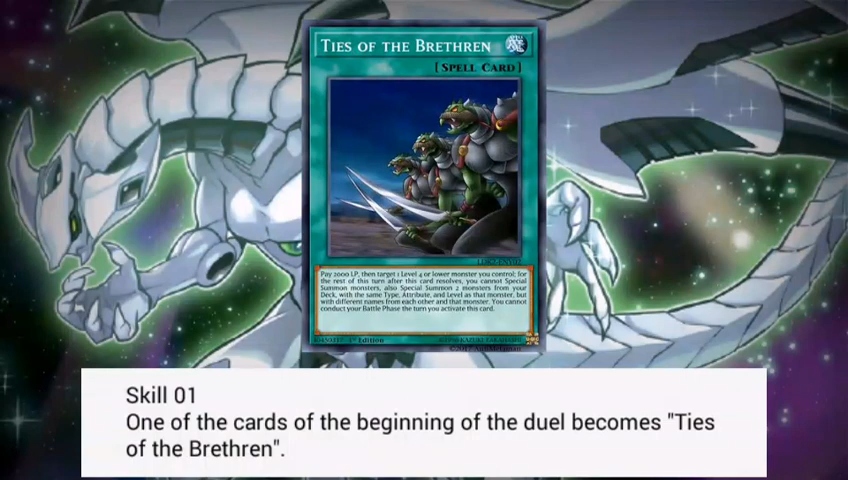 TIES OF THE BRETHREN
[SPELL CARD]
Pay 2000 LP, then target 1 Level 4 or lower monster you control; for
the rest of this turn after this card resolves, you cannot Special
Summon monsters, also Special Summon 2 monsters from your
Deck, with the same Type, Attribute, and Level as that monster, but
with different names from each other and that monster. You cannot
conduct your Battle Phase the turn you activate this card.
1st Edition
Skill 01
One of the cards of the beginning of the duel becomes "Ties
of the Brethren".